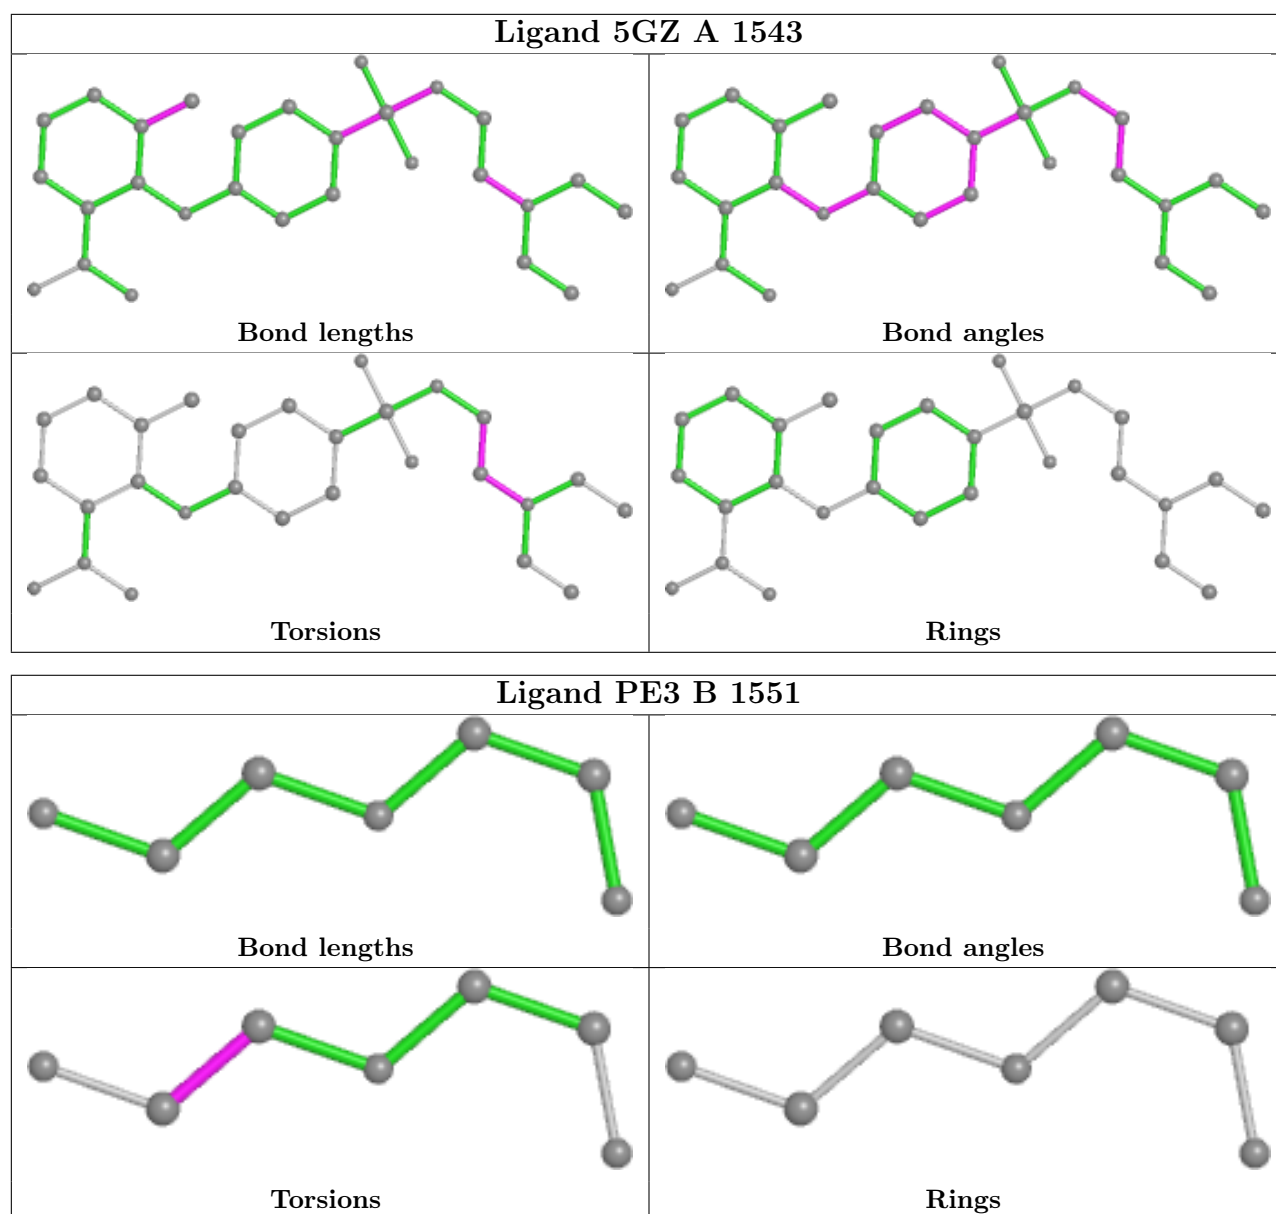 Ligand 5GZ A 1543
Bond lengths
Bond angles
Torsions
Rings
Ligand PE3 B 1551
Bond lengths
Bond angles
Torsions
Rings